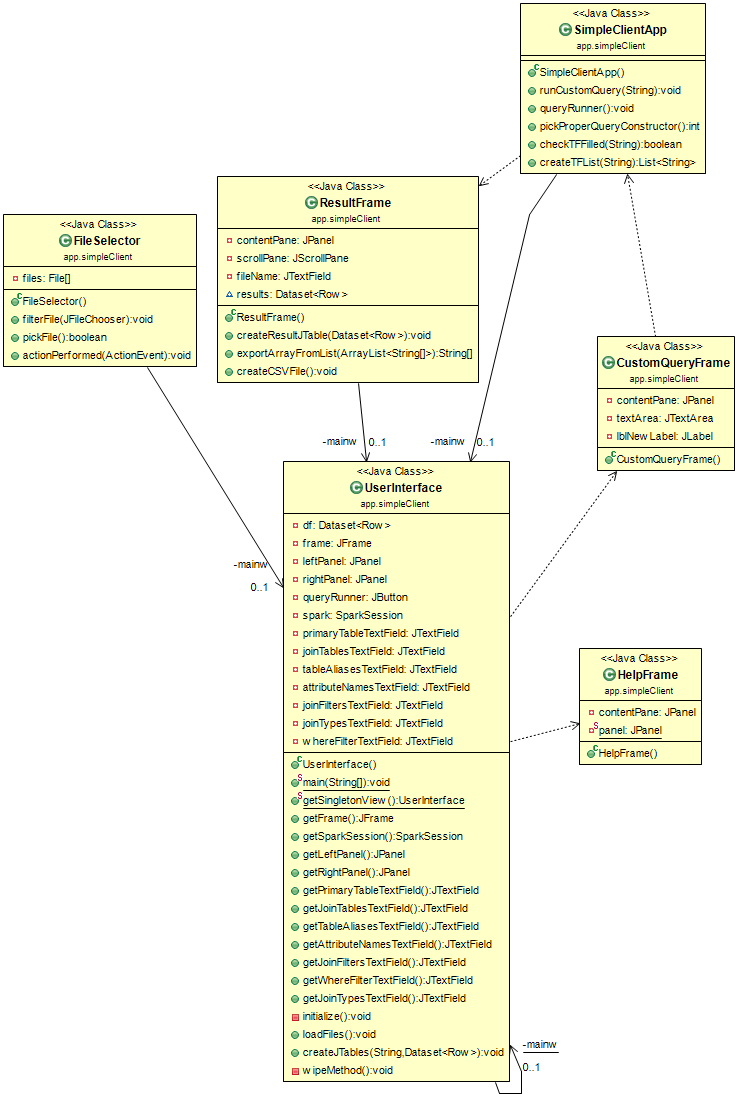 <<Java Class>>
SimpleClientApp
app.simpleClient
SimpleClientApp()
runCustomQuery(String):void
queryRunner():void
pickProperQueryConstructor():int
checkTFFilled(String):boolean
createTFList(String):List<String>
<<Java Class>>
ResultFrame
app.simpleClient
contentPane: JPanel
scrollPane: JScrollPane
fileName: JTextField
results: Dataset<Row>
ResultFrame()
createResultJTable(Dataset<Row>):void
exportArrayFromList(ArrayList<String[]>):String[]
createCSVFile():void
<<Java Class>>
FileSelector
app.simpleClient
files: File[]
FileSelector()
filterFile(JFileChooser):void
pickFile():boolean
actionPerformed(ActionEvent):void
<<Java Class>>
CustomQueryFrame
app.simpleClient
contentPane: JPanel
textArea: JTextArea
lblNewLabel: JLabel
CustomQueryFrame()
-mainw
0..1
-mainw
0..1
-mainw
0..1
<<Java Class>>
UserInterface
app.simpleClient
df: Dataset<Row>
frame: JFrame
leftPanel: JPanel
rightPanel: JPanel
queryRunner: JButton
spark: SparkSession
primaryTableTextField: JTextField
joinTablesTextField: JTextField
tableAliasesTextField: JTextField
attributeNamesTextField: JTextField
joinFiltersTextField: JTextField
joinTypesTextField: JTextField
whereFilterTextField: JTextField
UserInterface()
main(String[]):void
getSingletonView():UserInterface
getFrame():JFrame
getSparkSession():SparkSession
getLeftPanel():JPanel
getRightPanel():JPanel
getPrimaryTableTextField():JTextField
getJoinTablesTextField():JTextField
getTableAliasesTextField():JTextField
getAttributeNamesTextField():JTextField
getJoinFiltersTextField():JTextField
getWhereFilterTextField():JTextField
getJoinTypesTextField():JTextField
initialize():void
loadFiles():void
createJTables(String,Dataset<Row>):void
wipeMethod():void
<<Java Class>>
HelpFrame
app.simpleClient
contentPane: JPanel
panel: JPanel
HelpFrame()
-mainw
0..1